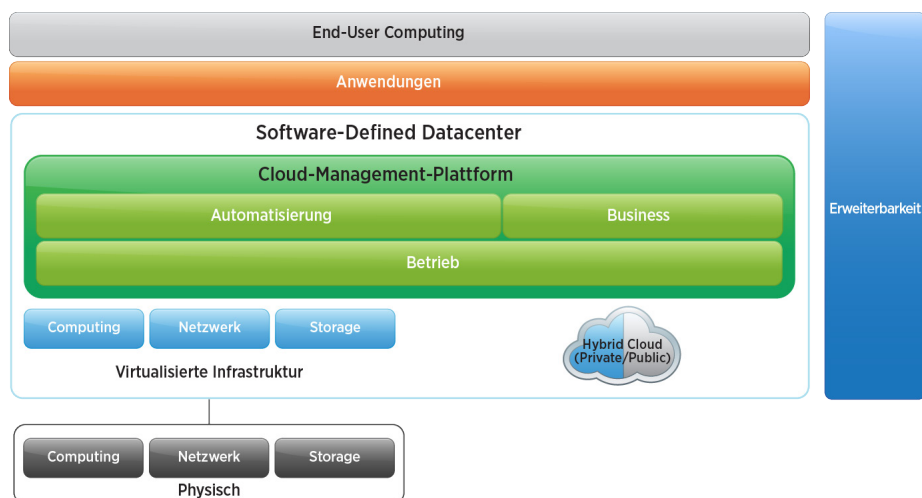 End-User Computing
Anwendungen
Software-Defined Datacenter
Cloud-Management-Plattform
Automatisierung
Business
Betrieb
Erweiterbarkeit
Computing
Netzwerk
Storage
Hybrid Cloud
(Private/Public)
Virtualisierte Infrastruktur
Computing
Netzwerk
Storage
Physisch